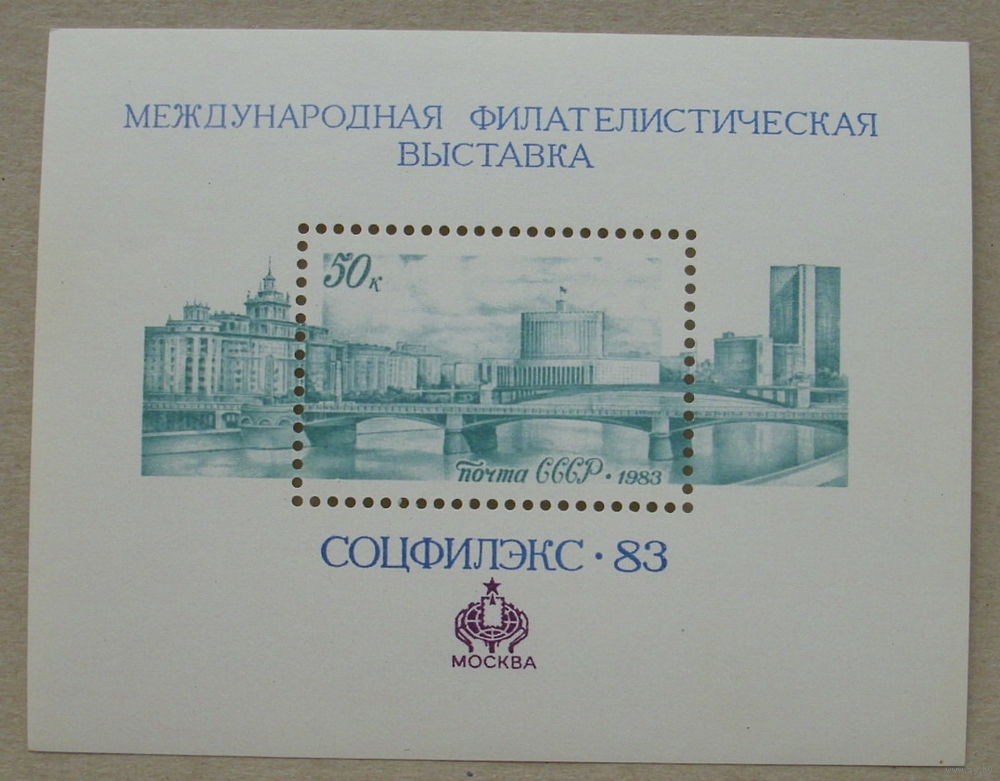 МЕЖДУНАРОДНАЯ ФИЛАТЕЛИСТИЧЕСКАЯ
ВЫСТАВКА
50к
почта СССР • 1983
СОЦФИЛЭКС • 83
МОСКВА